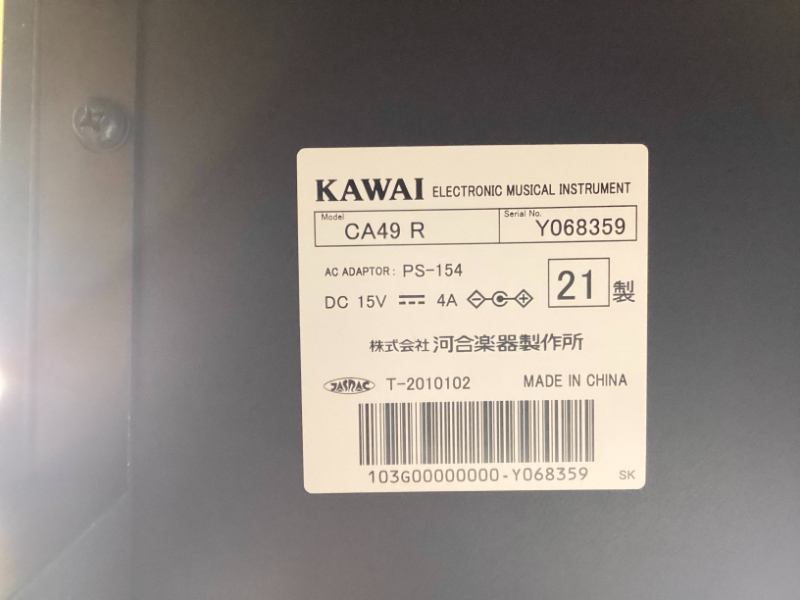 KAWAI ELECTRONIC MUSICAL INSTRUMENT
Model CA49 R Serial No. Y068359
AC ADAPTOR: PS-154
DC 15V 4A 21 製
株式会社 河合楽器製作所
JASRAC T-2010102 MADE IN CHINA
103G00000000-Y068359 SK